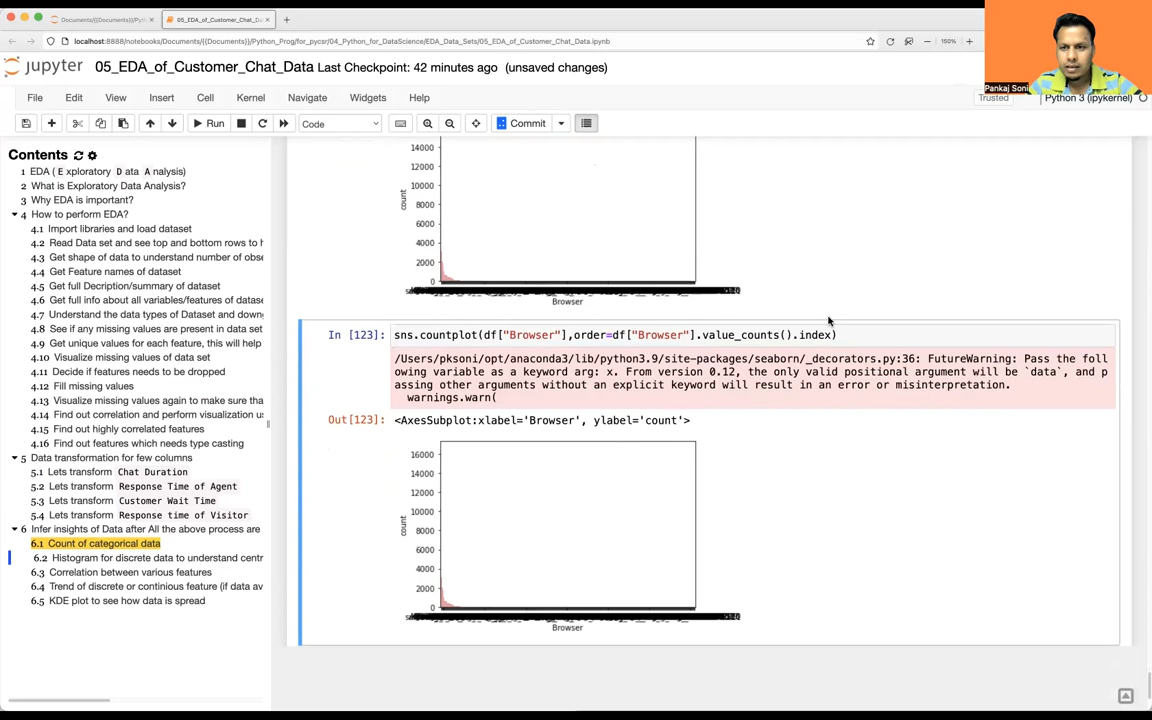 Documents/{{Documents}}/Pyth
05_EDA_of_Customer_Chat_Da
localhost:8888/notebooks/Documents/{{Documents}}/Python_Prog/for_pycsr/04_Python_for_DataScience/EDA_Data_Sets/05_EDA_of_Customer_Chat_Data.ipynb
150%
Pankaj Soni
jupyter 05_EDA_of_Customer_Chat_Data Last Checkpoint: 42 minutes ago (unsaved changes)
File Edit View Insert Cell Kernel Navigate Widgets Help
Trusted Python 3 (ipykernel)
Run Code Commit
Contents
1 EDA ( E xploratory D ata A nalysis)
2 What is Exploratory Data Analysis?
3 Why EDA is important?
4 How to perform EDA?
4.1 Import libraries and load dataset
4.2 Read Data set and see top and bottom rows to h
4.3 Get shape of data to understand number of obse
4.4 Get Feature names of dataset
4.5 Get full Decription/summary of dataset
4.6 Get full info about all variables/features of datase
4.7 Understand the data types of Dataset and down
4.8 See if any missing values are present in data set
4.9 Get unique values for each feature, this will help
4.10 Visualize missing values of data set
4.11 Decide if features needs to be dropped
4.12 Fill missing values
4.13 Visualize missing values again to make sure tha
4.14 Find out correlation and perform visualization u
4.15 Find out highly correlated features
4.16 Find out features which needs type casting
5 Data transformation for few columns
5.1 Lets transform Chat Duration
5.2 Lets transform Response Time of Agent
5.3 Lets transform Customer Wait Time
5.4 Lets transform Response time of Visitor
6 Infer insights of Data after All the above process are
6.1 Count of categorical data
6.2 Histogram for discrete data to understand centr
6.3 Correlation between various features
6.4 Trend of discrete or continious feature (if data av
6.5 KDE plot to see how data is spread
14000
12000
10000
8000
6000
4000
2000
0
count
Browser
In [123]: sns.countplot(df["Browser"],order=df["Browser"].value_counts().index)
/Users/pksoni/opt/anaconda3/lib/python3.9/site-packages/seaborn/_decorators.py:36: FutureWarning: Pass the foll
owing variable as a keyword arg: x. From version 0.12, the only valid positional argument will be `data`, and p
assing other arguments without an explicit keyword will result in an error or misinterpretation.
warnings.warn(
Out[123]: <AxesSubplot:xlabel='Browser', ylabel='count'>
16000
14000
12000
10000
8000
6000
4000
2000
0
count
Browser